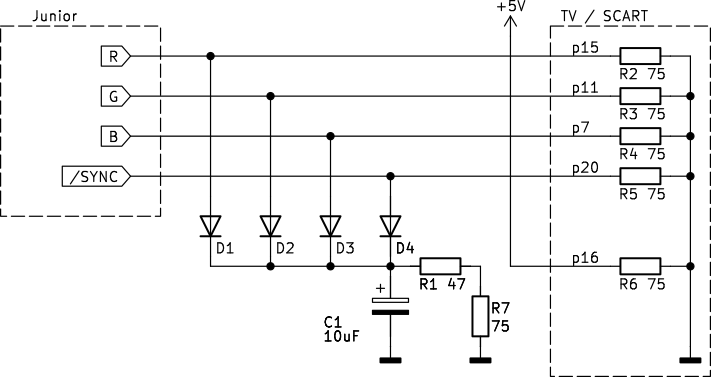 +5V
Junior
TV / SCART
R
p15
R2 75
G
p11
R3 75
B
p7
R4 75
/SYNC
p20
R5 75
D1
D2
D3
D4
p16
R1 47
R6 75
+
R7
75
C1
10uF